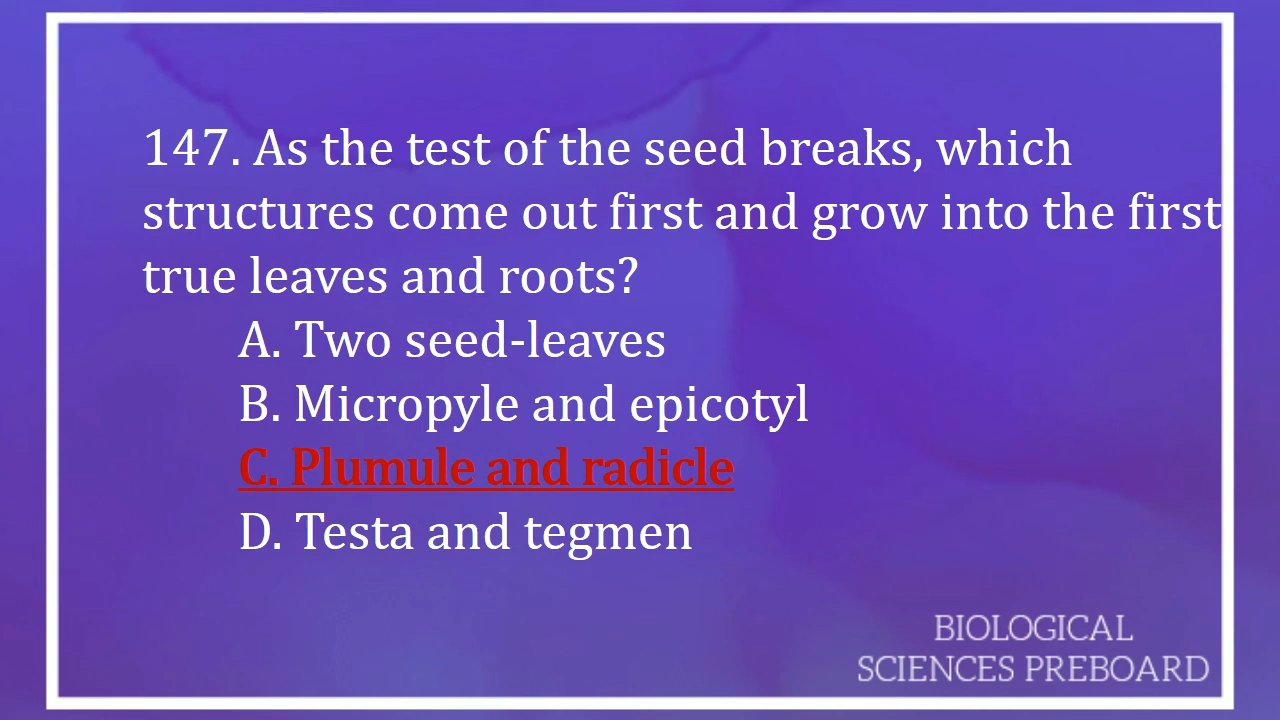 147. As the test of the seed breaks, which
structures come out first and grow into the first
true leaves and roots?
A. Two seed-leaves
B. Micropyle and epicotyl
C. Plumule and radicle
D. Testa and tegmen
BIOLOGICAL
SCIENCES PREBOARD